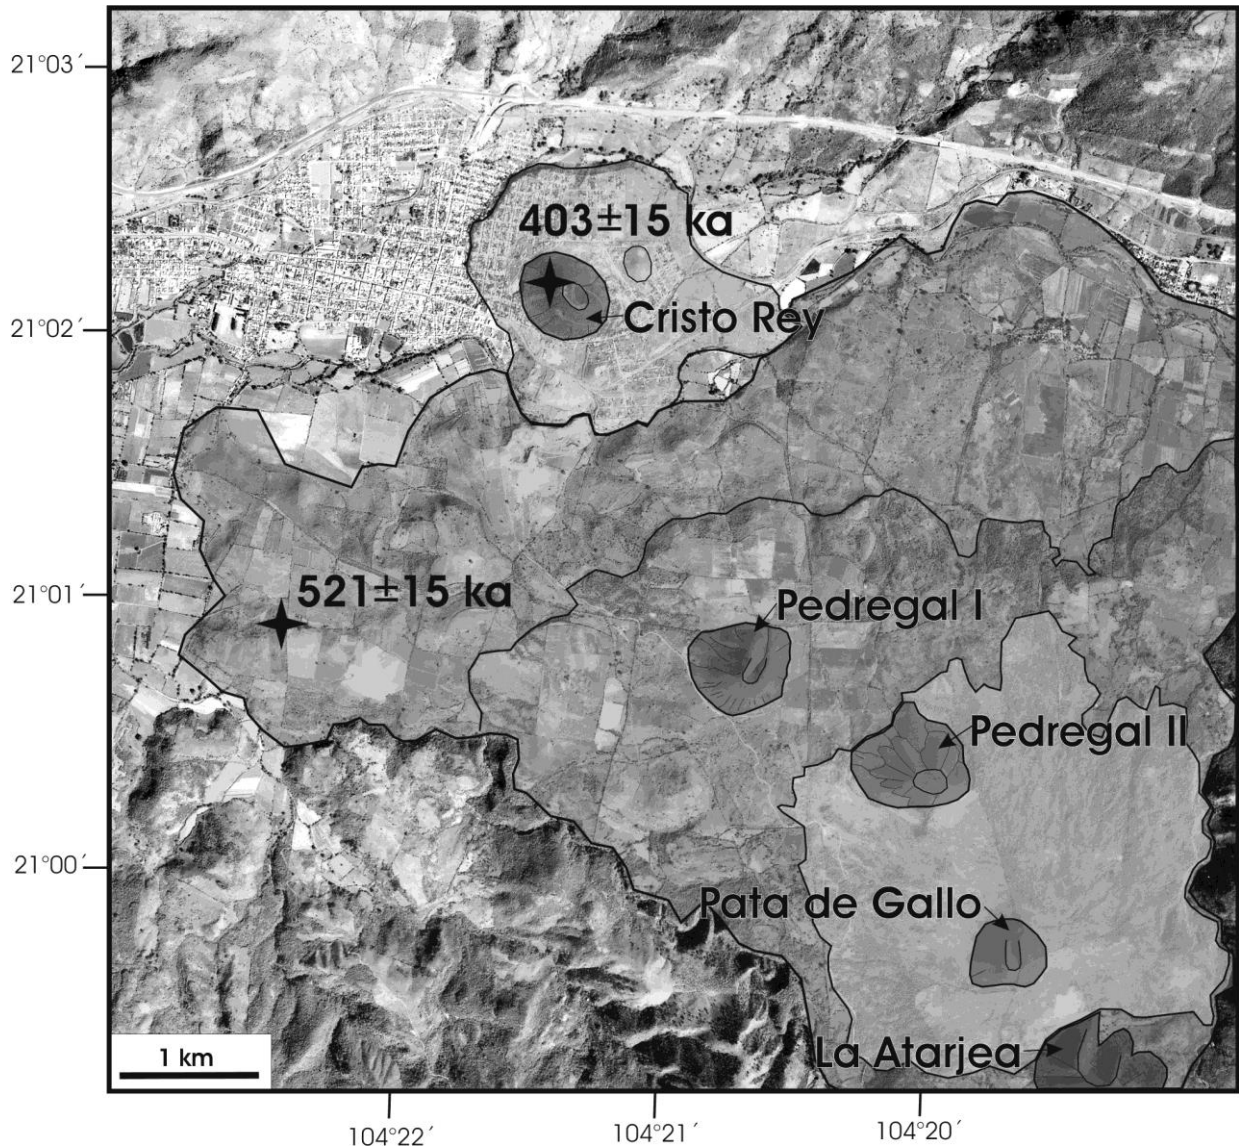 21°03´
403±15 ka
Cristo Rey
21°02´
521±15 ka
Pedregal I
21°01´
Pedregal II
21°00´
Pata de Gallo
La Atarjea
1 km
104°22´
104°21´
104°20´